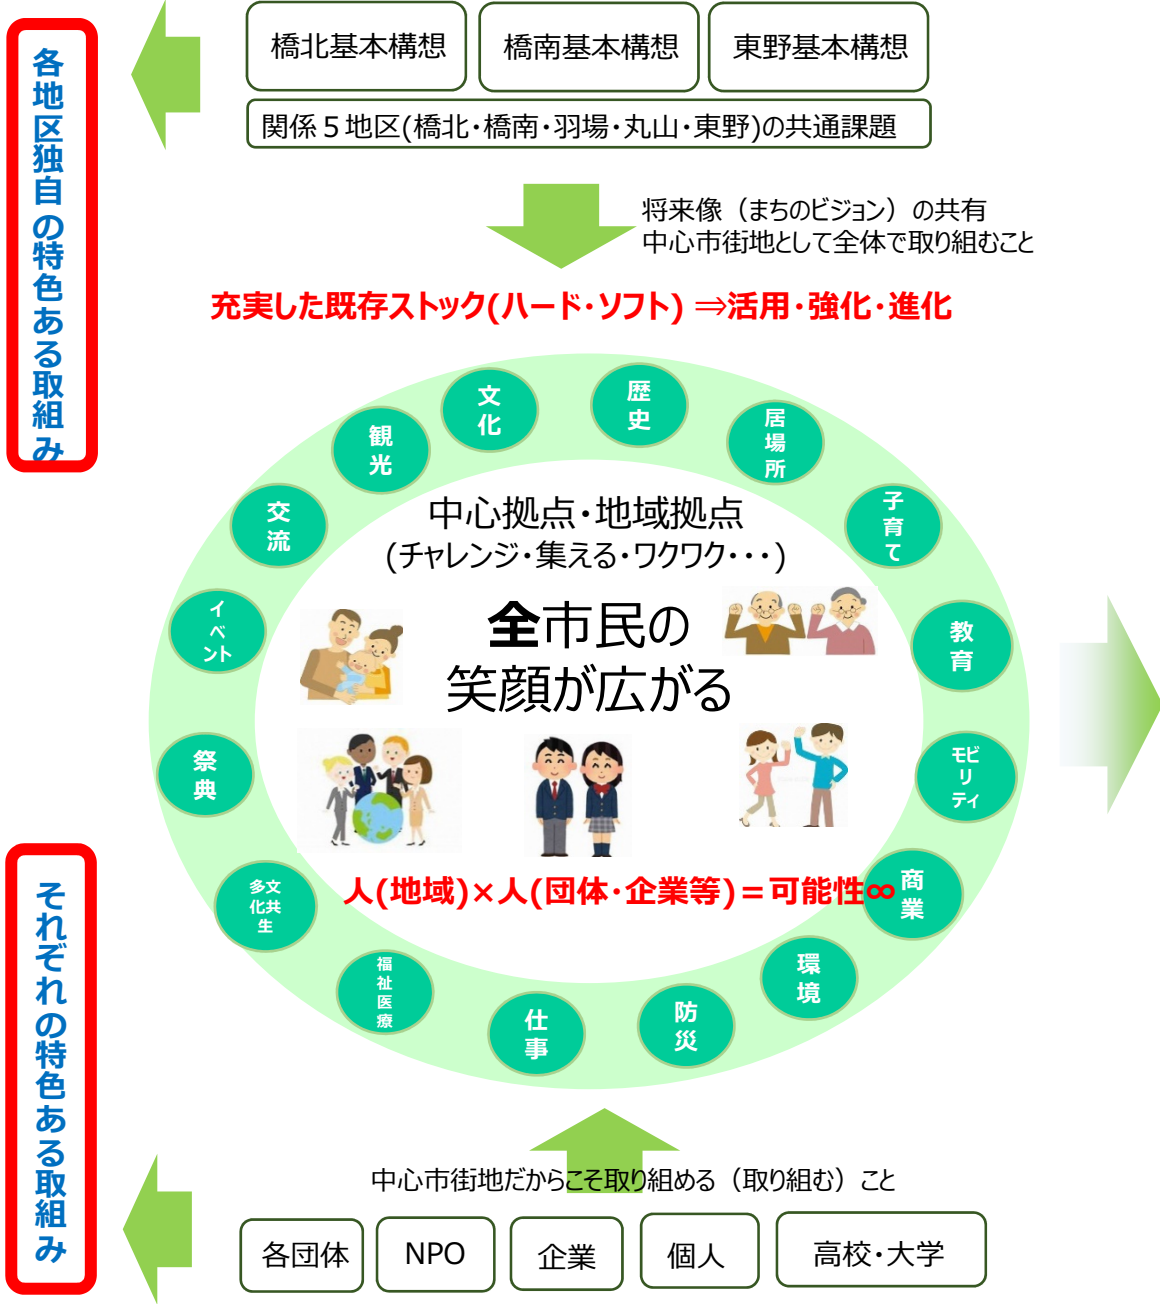 各地区独自の特色ある取組み
橋北基本構想
橋南基本構想
東野基本構想
関係５地区(橋北・橋南・羽場・丸山・東野)の共通課題
将来像（まちのビジョン）の共有
中心市街地として全体で取り組むこと
充実した既存ストック(ハード・ソフト) ⇒活用・強化・進化
文化
歴史
居場所
子育て
教育
モビリティ
商業
環境
防災
仕事
福祉医療
多文化共生
祭典
イベント
交流
観光
中心拠点・地域拠点
(チャレンジ・集える・ワクワク・・・)
全市民の
笑顔が広がる
人(地域)×人(団体・企業等)＝可能性∞
それぞれの特色ある取組み
中心市街地だからこそ取り組める（取り組む）こと
各団体
NPO
企業
個人
高校・大学